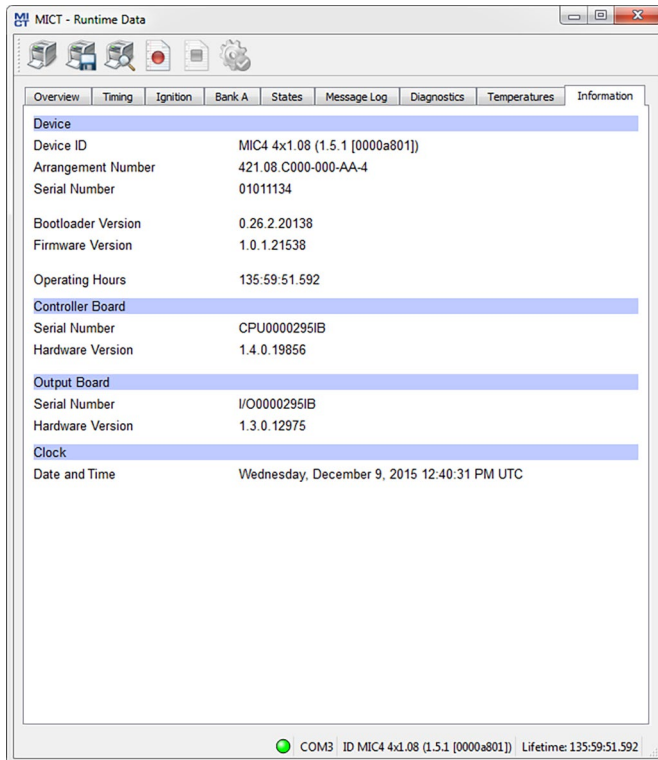 MICT - Runtime Data
Overview Timing Ignition Bank A States Message Log Diagnostics Temperatures Information
Device
Device ID MIC4 4x1.08 (1.5.1 [0000a801])
Arrangement Number 421.08.C000-000-AA-4
Serial Number 01011134
Bootloader Version 0.26.2.20138
Firmware Version 1.0.1.21538
Operating Hours 135:59:51.592
Controller Board
Serial Number CPU0000295IB
Hardware Version 1.4.0.19856
Output Board
Serial Number I/O0000295IB
Hardware Version 1.3.0.12975
Clock
Date and Time Wednesday, December 9, 2015 12:40:31 PM UTC
COM3 ID MIC4 4x1.08 (1.5.1 [0000a801]) Lifetime: 135:59:51.592